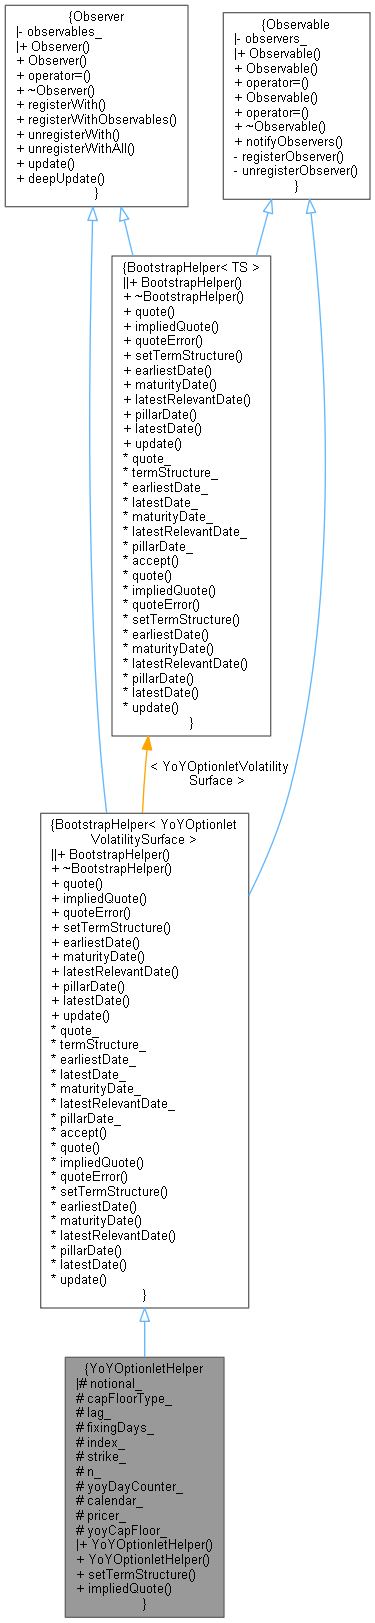 {Observer
|- observables_
|+ Observer()
+ Observer()
+ operator=()
+ ~Observer()
+ registerWith()
+ registerWithObservables()
+ unregisterWith()
+ unregisterWithAll()
+ update()
+ deepUpdate()
}
{Observable
|- observers_
|+ Observable()
+ Observable()
+ operator=()
+ Observable()
+ operator=()
+ ~Observable()
+ notifyObservers()
- registerObserver()
- unregisterObserver()
}
{BootstrapHelper< TS >
||+ BootstrapHelper()
+ ~BootstrapHelper()
+ quote()
+ impliedQuote()
+ quoteError()
+ setTermStructure()
+ earliestDate()
+ maturityDate()
+ latestRelevantDate()
+ pillarDate()
+ latestDate()
+ update()
* quote_
* termStructure_
* earliestDate_
* latestDate_
* maturityDate_
* latestRelevantDate_
* pillarDate_
* accept()
* quote()
* impliedQuote()
* quoteError()
* setTermStructure()
* earliestDate()
* maturityDate()
* latestRelevantDate()
* pillarDate()
* latestDate()
* update()
}
< YoYOptionletVolatility
Surface >
{BootstrapHelper< YoYOptionlet
VolatilitySurface >
||+ BootstrapHelper()
+ ~BootstrapHelper()
+ quote()
+ impliedQuote()
+ quoteError()
+ setTermStructure()
+ earliestDate()
+ maturityDate()
+ latestRelevantDate()
+ pillarDate()
+ latestDate()
+ update()
* quote_
* termStructure_
* earliestDate_
* latestDate_
* maturityDate_
* latestRelevantDate_
* pillarDate_
* accept()
* quote()
* impliedQuote()
* quoteError()
* setTermStructure()
* earliestDate()
* maturityDate()
* latestRelevantDate()
* pillarDate()
* latestDate()
* update()
}
{YoYOptionletHelper
|# notional_
# capFloorType_
# lag_
# fixingDays_
# index_
# strike_
# n_
# yoyDayCounter_
# calendar_
# pricer_
# yoyCapFloor_
|+ YoYOptionletHelper()
+ YoYOptionletHelper()
+ setTermStructure()
+ impliedQuote()
}